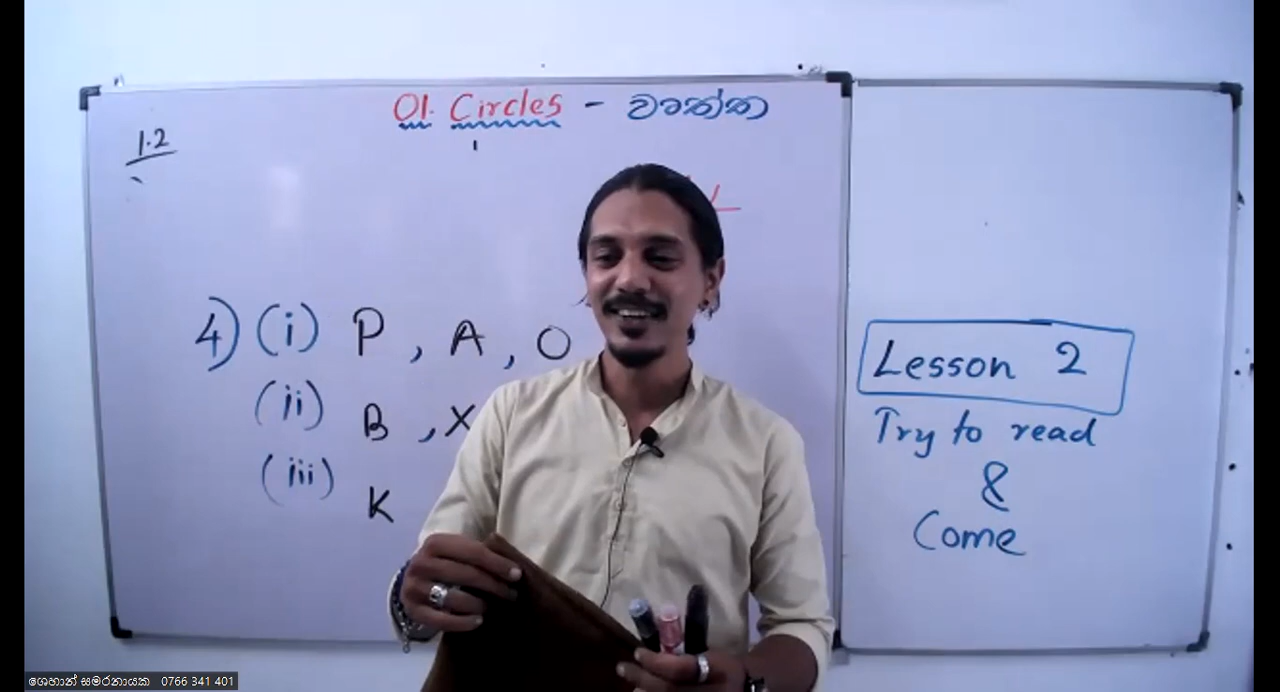 01. Circles - වෘත්ත
1.2
4) (i) P , A , O
(ii) B , X
(iii) K
Lesson 2
Try to read
&
Come
ශෙහාන් සමරනායක 0766 341 401